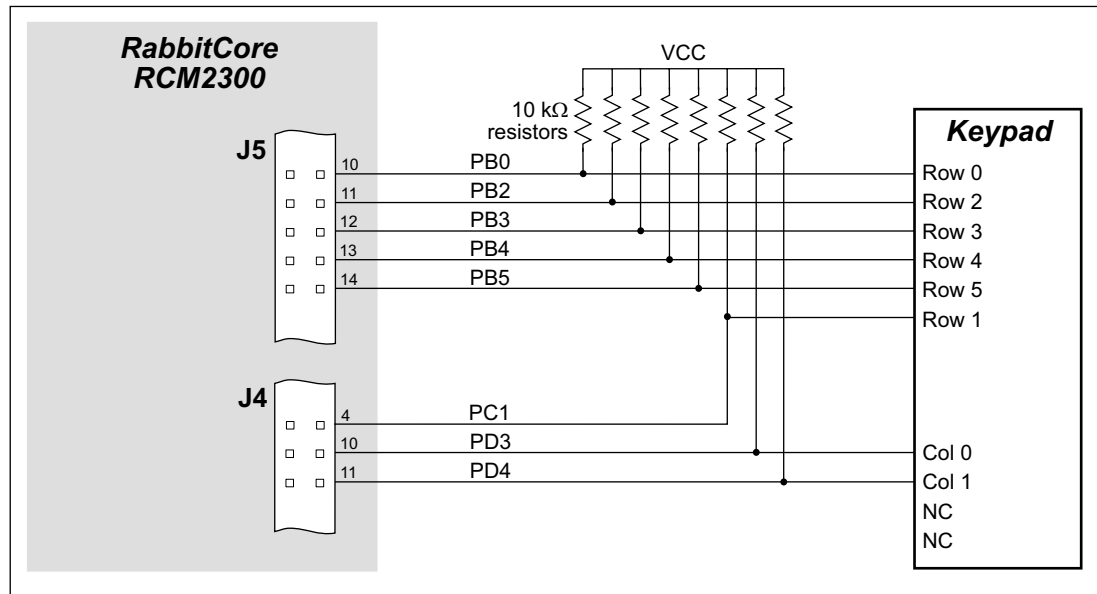 RabbitCore
RCM2300
VCC
10 kΩ
resistors
Keypad
J5
10
PB0
Row 0
11
PB2
Row 2
12
PB3
Row 3
13
PB4
Row 4
14
PB5
Row 5
Row 1
J4
4
PC1
10
PD3
Col 0
11
PD4
Col 1
NC
NC